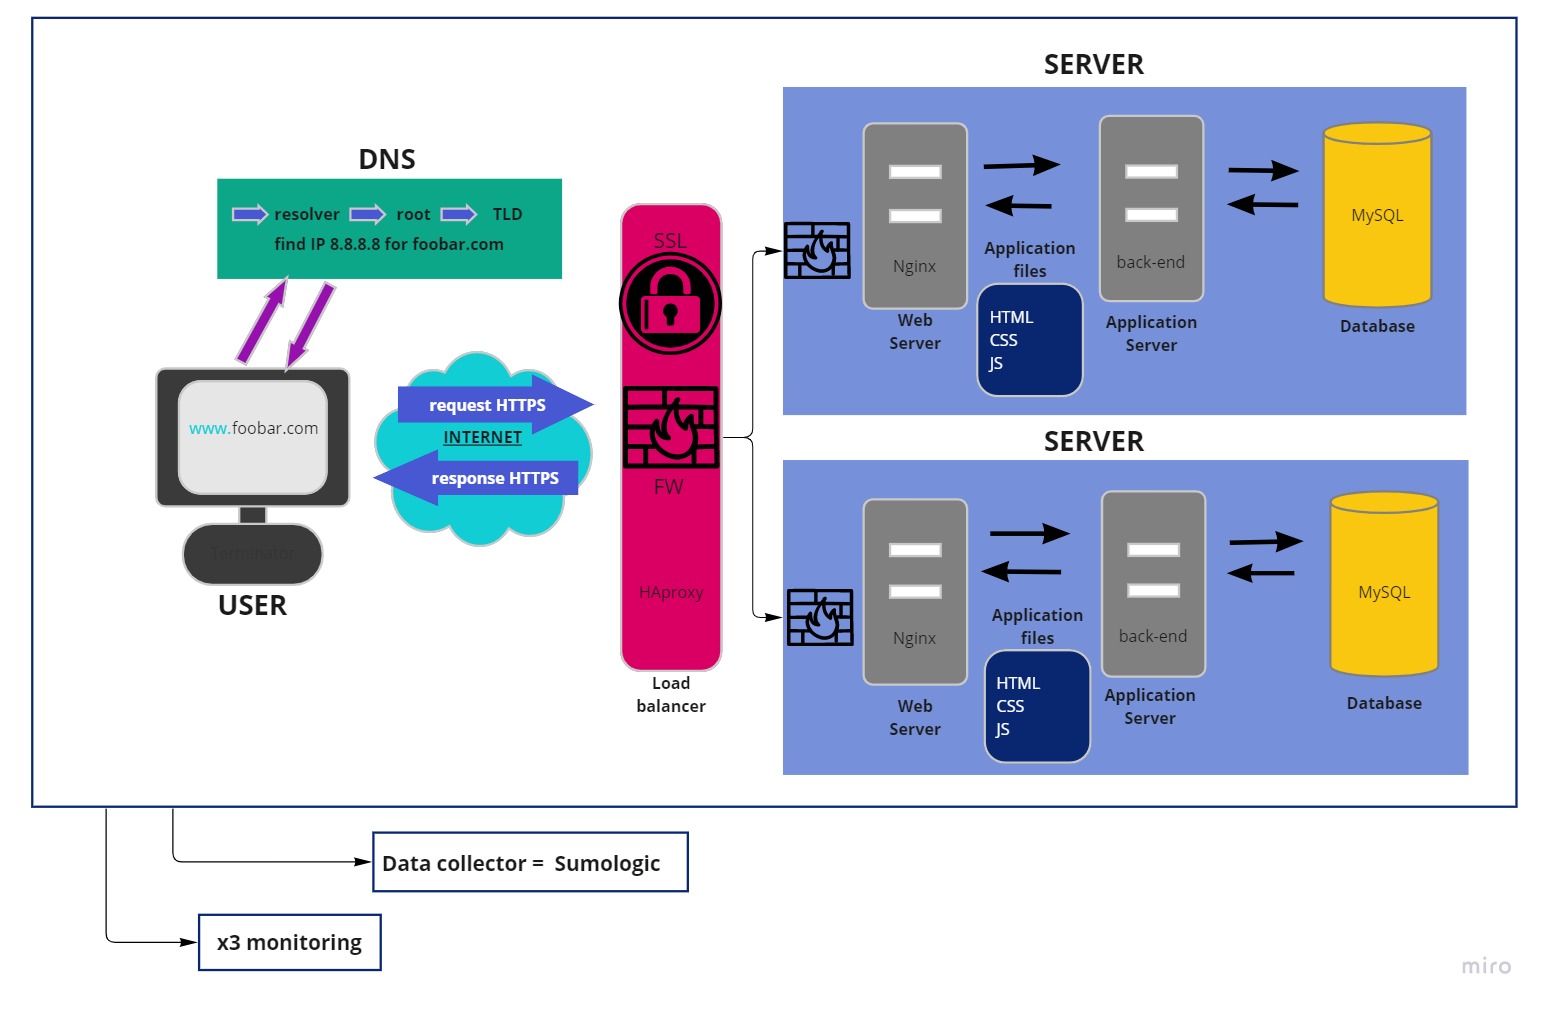 DNS
resolver root TLD
find IP 8.8.8.8 for foobar.com
www.foobar.com
Terminator
USER
request HTTPS
INTERNET
response HTTPS
SSL
FW
HAproxy
Load
balancer
SERVER
Nginx
Web
Server
Application
files
HTML
CSS
JS
back-end
Application
Server
MySQL
Database
SERVER
Nginx
Web
Server
Application
files
HTML
CSS
JS
back-end
Application
Server
MySQL
Database
Data collector = Sumologic
x3 monitoring
miro